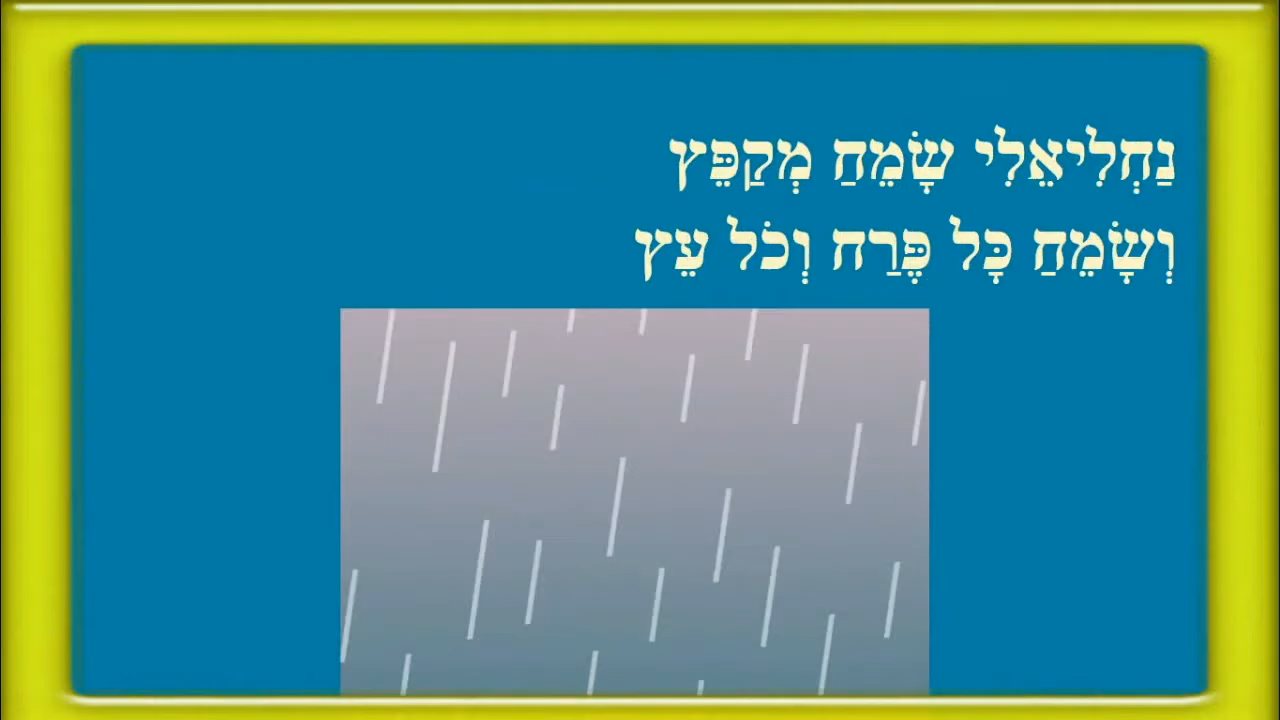 נַחְלִיאֵלִי שָׂמֵחַ מְקַפֵּץ
וְשָׂמֵחַ כָּל פֶּרַח וְכֹל עֵץ